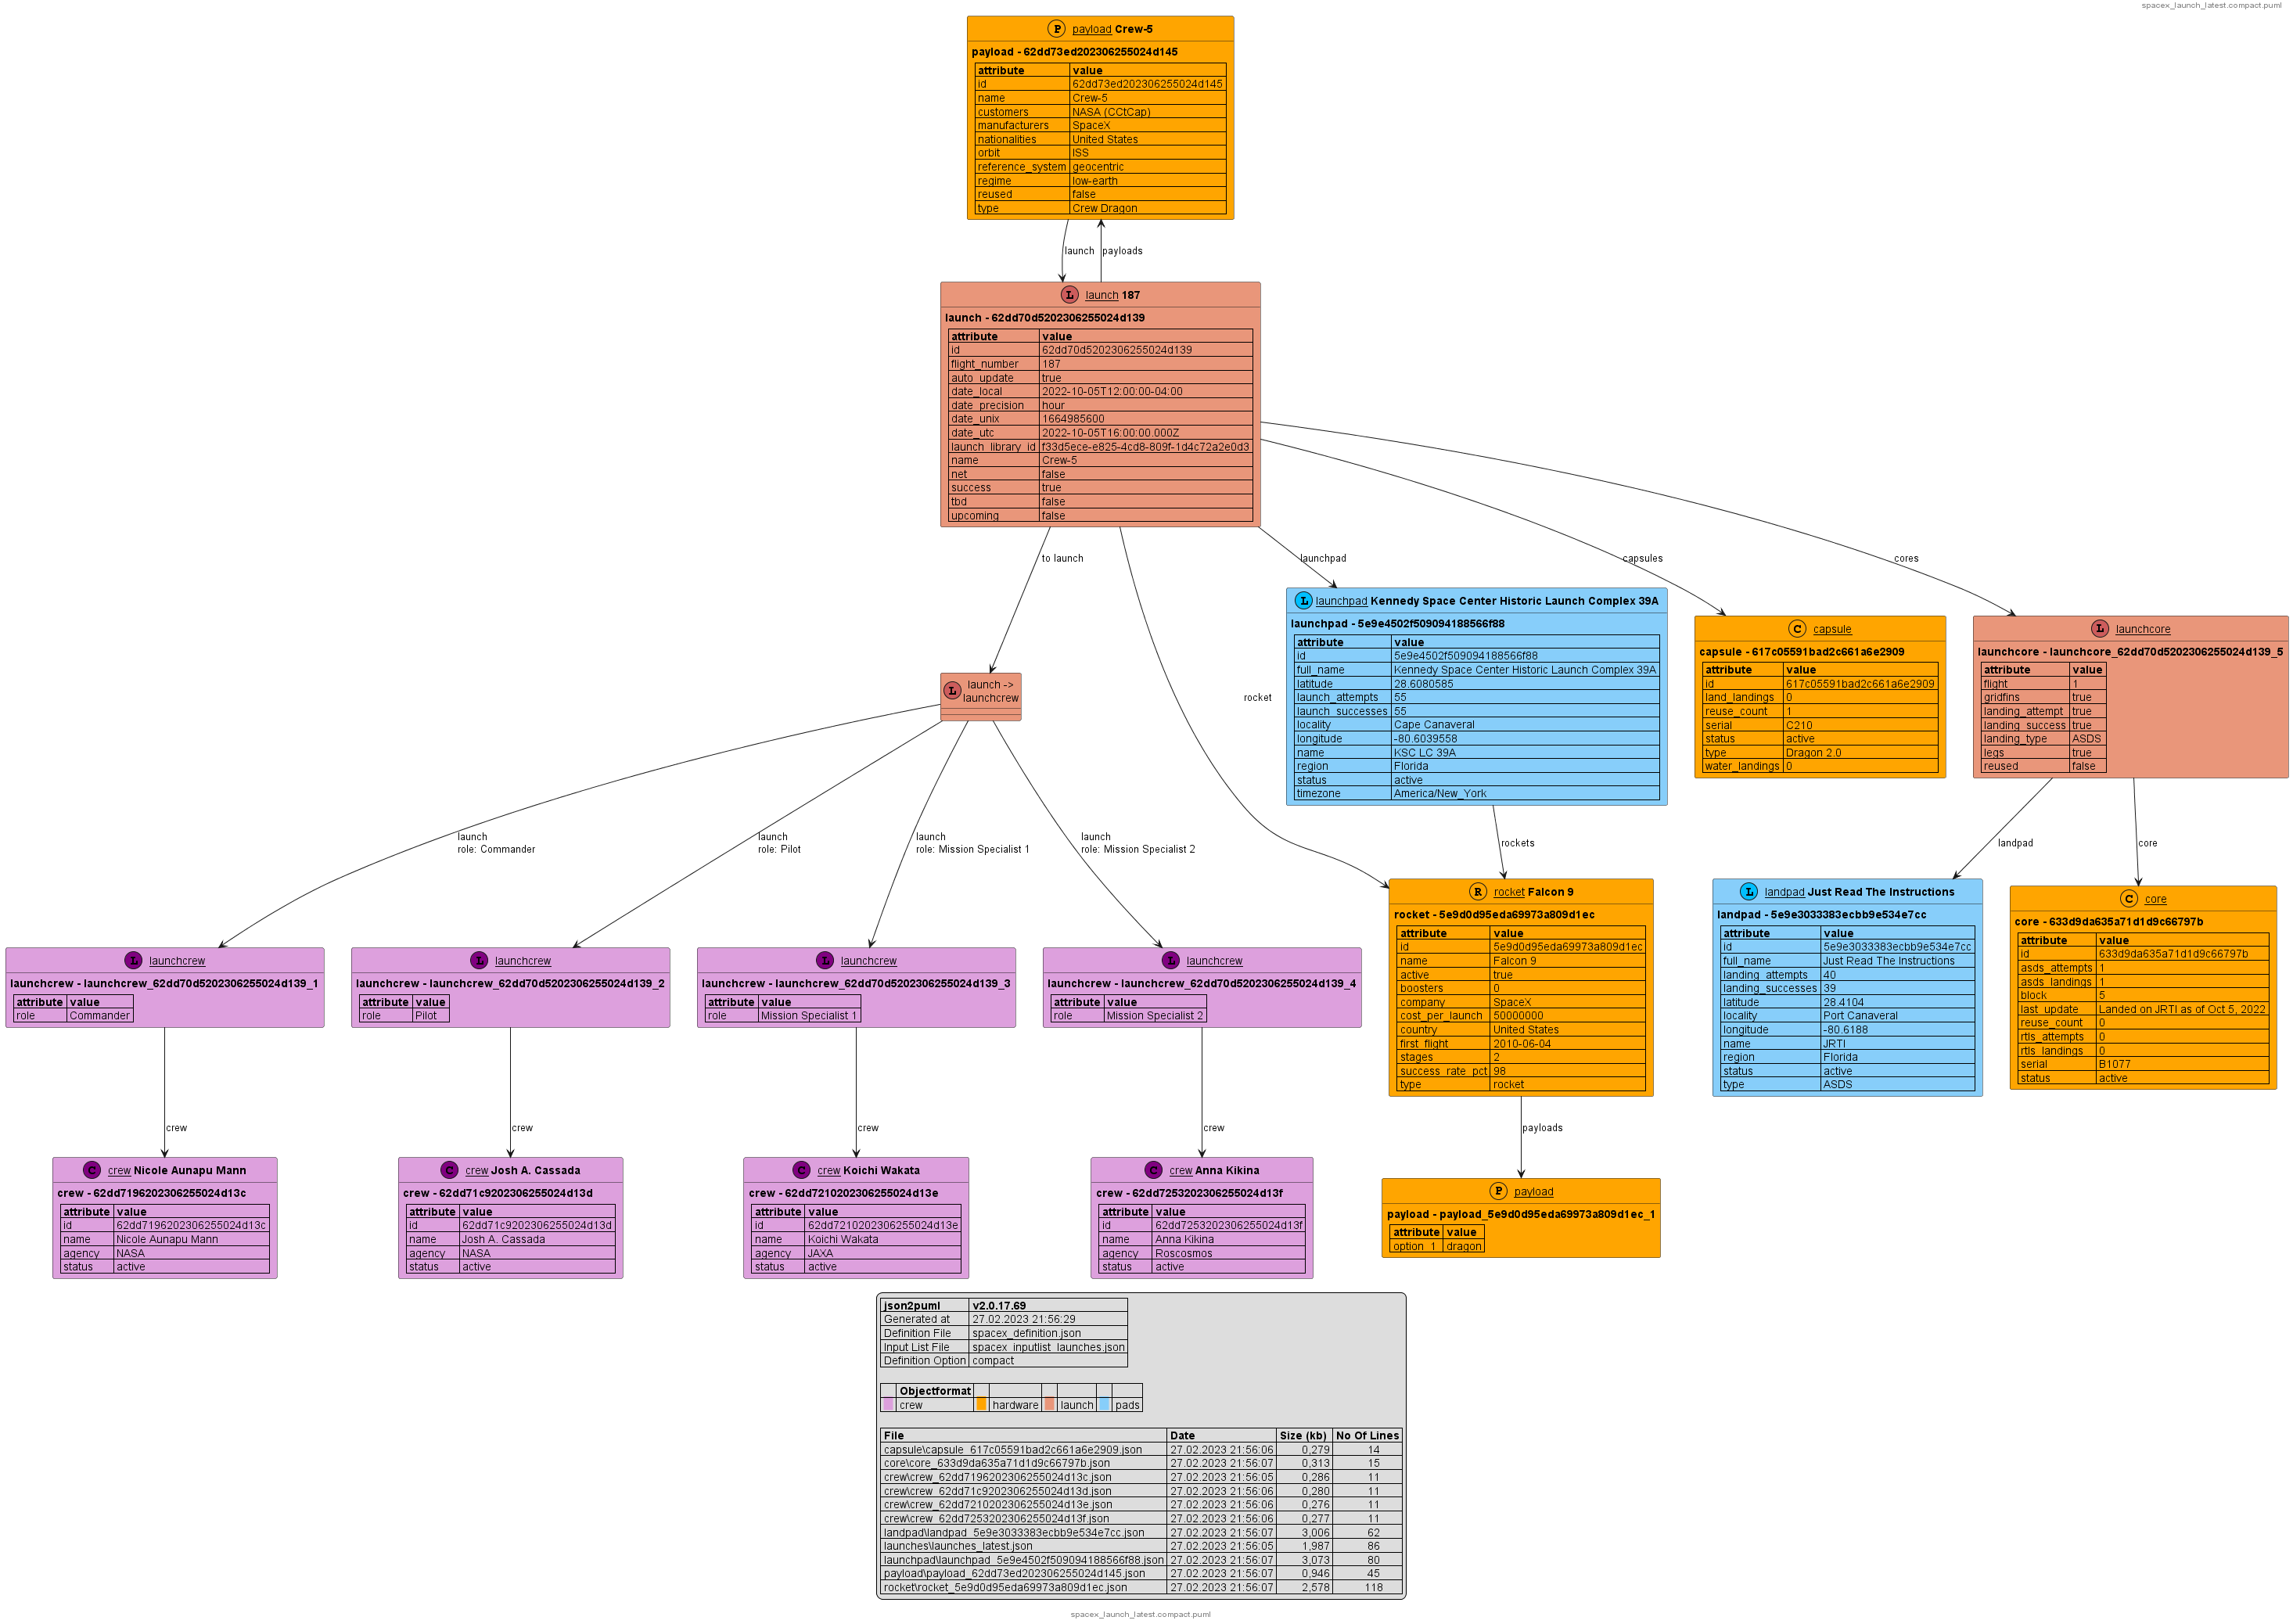 spacex_launch_latest.compact.puml
P payload Crew-5
payload - 62dd73ed202306255024d145
attribute value
id 62dd73ed202306255024d145
name Crew-5
customers NASA (CCtCap)
manufacturers SpaceX
nationalities United States
orbit ISS
reference_system geocentric
regime low-earth
reused false
type Crew Dragon
launch payloads
L launch 187
launch - 62dd70d5202306255024d139
attribute value
id 62dd70d5202306255024d139
flight_number 187
auto_update true
date_local 2022-10-05T12:00:00-04:00
date_precision hour
date_unix 1664985600
date_utc 2022-10-05T16:00:00.000Z
launch_library_id f33d5ece-e825-4cd8-809f-1d4c72a2e0d3
name Crew-5
net false
success true
tbd false
upcoming false
to launch
launchpad
capsules
cores
L launch ->
launchcrew
rocket
L launchpad Kennedy Space Center Historic Launch Complex 39A
launchpad - 5e9e4502f509094188566f88
attribute value
id 5e9e4502f509094188566f88
full_name Kennedy Space Center Historic Launch Complex 39A
latitude 28.6080585
launch_attempts 55
launch_successes 55
locality Cape Canaveral
longitude -80.6039558
name KSC LC 39A
region Florida
status active
timezone America/New_York
C capsule
capsule - 617c05591bad2c661a6e2909
attribute value
id 617c05591bad2c661a6e2909
land_landings 0
reuse_count 1
serial C210
status active
type Dragon 2.0
water_landings 0
L launchcore
launchcore - launchcore_62dd70d5202306255024d139_5
attribute value
flight 1
gridfins true
landing_attempt true
landing_success true
landing_type ASDS
legs true
reused false
launch
role: Commander
launch
role: Pilot
launch
role: Mission Specialist 1
launch
role: Mission Specialist 2
rockets
landpad
core
L launchcrew
launchcrew - launchcrew_62dd70d5202306255024d139_1
attribute value
role Commander
L launchcrew
launchcrew - launchcrew_62dd70d5202306255024d139_2
attribute value
role Pilot
L launchcrew
launchcrew - launchcrew_62dd70d5202306255024d139_3
attribute value
role Mission Specialist 1
L launchcrew
launchcrew - launchcrew_62dd70d5202306255024d139_4
attribute value
role Mission Specialist 2
R rocket Falcon 9
rocket - 5e9d0d95eda69973a809d1ec
attribute value
id 5e9d0d95eda69973a809d1ec
name Falcon 9
active true
boosters 0
company SpaceX
cost_per_launch 50000000
country United States
first_flight 2010-06-04
stages 2
success_rate_pct 98
type rocket
L landpad Just Read The Instructions
landpad - 5e9e3033383ecbb9e534e7cc
attribute value
id 5e9e3033383ecbb9e534e7cc
full_name Just Read The Instructions
landing_attempts 40
landing_successes 39
latitude 28.4104
locality Port Canaveral
longitude -80.6188
name JRTI
region Florida
status active
type ASDS
C core
core - 633d9da635a71d1d9c66797b
attribute value
id 633d9da635a71d1d9c66797b
asds_attempts 1
asds_landings 1
block 5
last_update Landed on JRTI as of Oct 5, 2022
reuse_count 0
rtls_attempts 0
rtls_landings 0
serial B1077
status active
crew
crew
crew
crew
payloads
C crew Nicole Aunapu Mann
crew - 62dd7196202306255024d13c
attribute value
id 62dd7196202306255024d13c
name Nicole Aunapu Mann
agency NASA
status active
C crew Josh A. Cassada
crew - 62dd71c9202306255024d13d
attribute value
id 62dd71c9202306255024d13d
name Josh A. Cassada
agency NASA
status active
C crew Koichi Wakata
crew - 62dd7210202306255024d13e
attribute value
id 62dd7210202306255024d13e
name Koichi Wakata
agency JAXA
status active
C crew Anna Kikina
crew - 62dd7253202306255024d13f
attribute value
id 62dd7253202306255024d13f
name Anna Kikina
agency Roscosmos
status active
P payload
payload - payload_5e9d0d95eda69973a809d1ec_1
attribute value
option_1 dragon
json2puml v2.0.17.69
Generated at 27.02.2023 21:56:29
Definition File spacex_definition.json
Input List File spacex_inputlist_launches.json
Definition Option compact
Objectformat
crew hardware launch pads
File Date Size (kb) No Of Lines
capsule\capsule_617c05591bad2c661a6e2909.json 27.02.2023 21:56:06 0,279 14
core\core_633d9da635a71d1d9c66797b.json 27.02.2023 21:56:07 0,313 15
crew\crew_62dd7196202306255024d13c.json 27.02.2023 21:56:05 0,286 11
crew\crew_62dd71c9202306255024d13d.json 27.02.2023 21:56:06 0,280 11
crew\crew_62dd7210202306255024d13e.json 27.02.2023 21:56:06 0,276 11
crew\crew_62dd7253202306255024d13f.json 27.02.2023 21:56:06 0,277 11
landpad\landpad_5e9e3033383ecbb9e534e7cc.json 27.02.2023 21:56:07 3,006 62
launches\launches_latest.json 27.02.2023 21:56:05 1,987 86
launchpad\launchpad_5e9e4502f509094188566f88.json 27.02.2023 21:56:07 3,073 80
payload\payload_62dd73ed202306255024d145.json 27.02.2023 21:56:07 0,946 45
rocket\rocket_5e9d0d95eda69973a809d1ec.json 27.02.2023 21:56:07 2,578 118
spacex_launch_latest.compact.puml